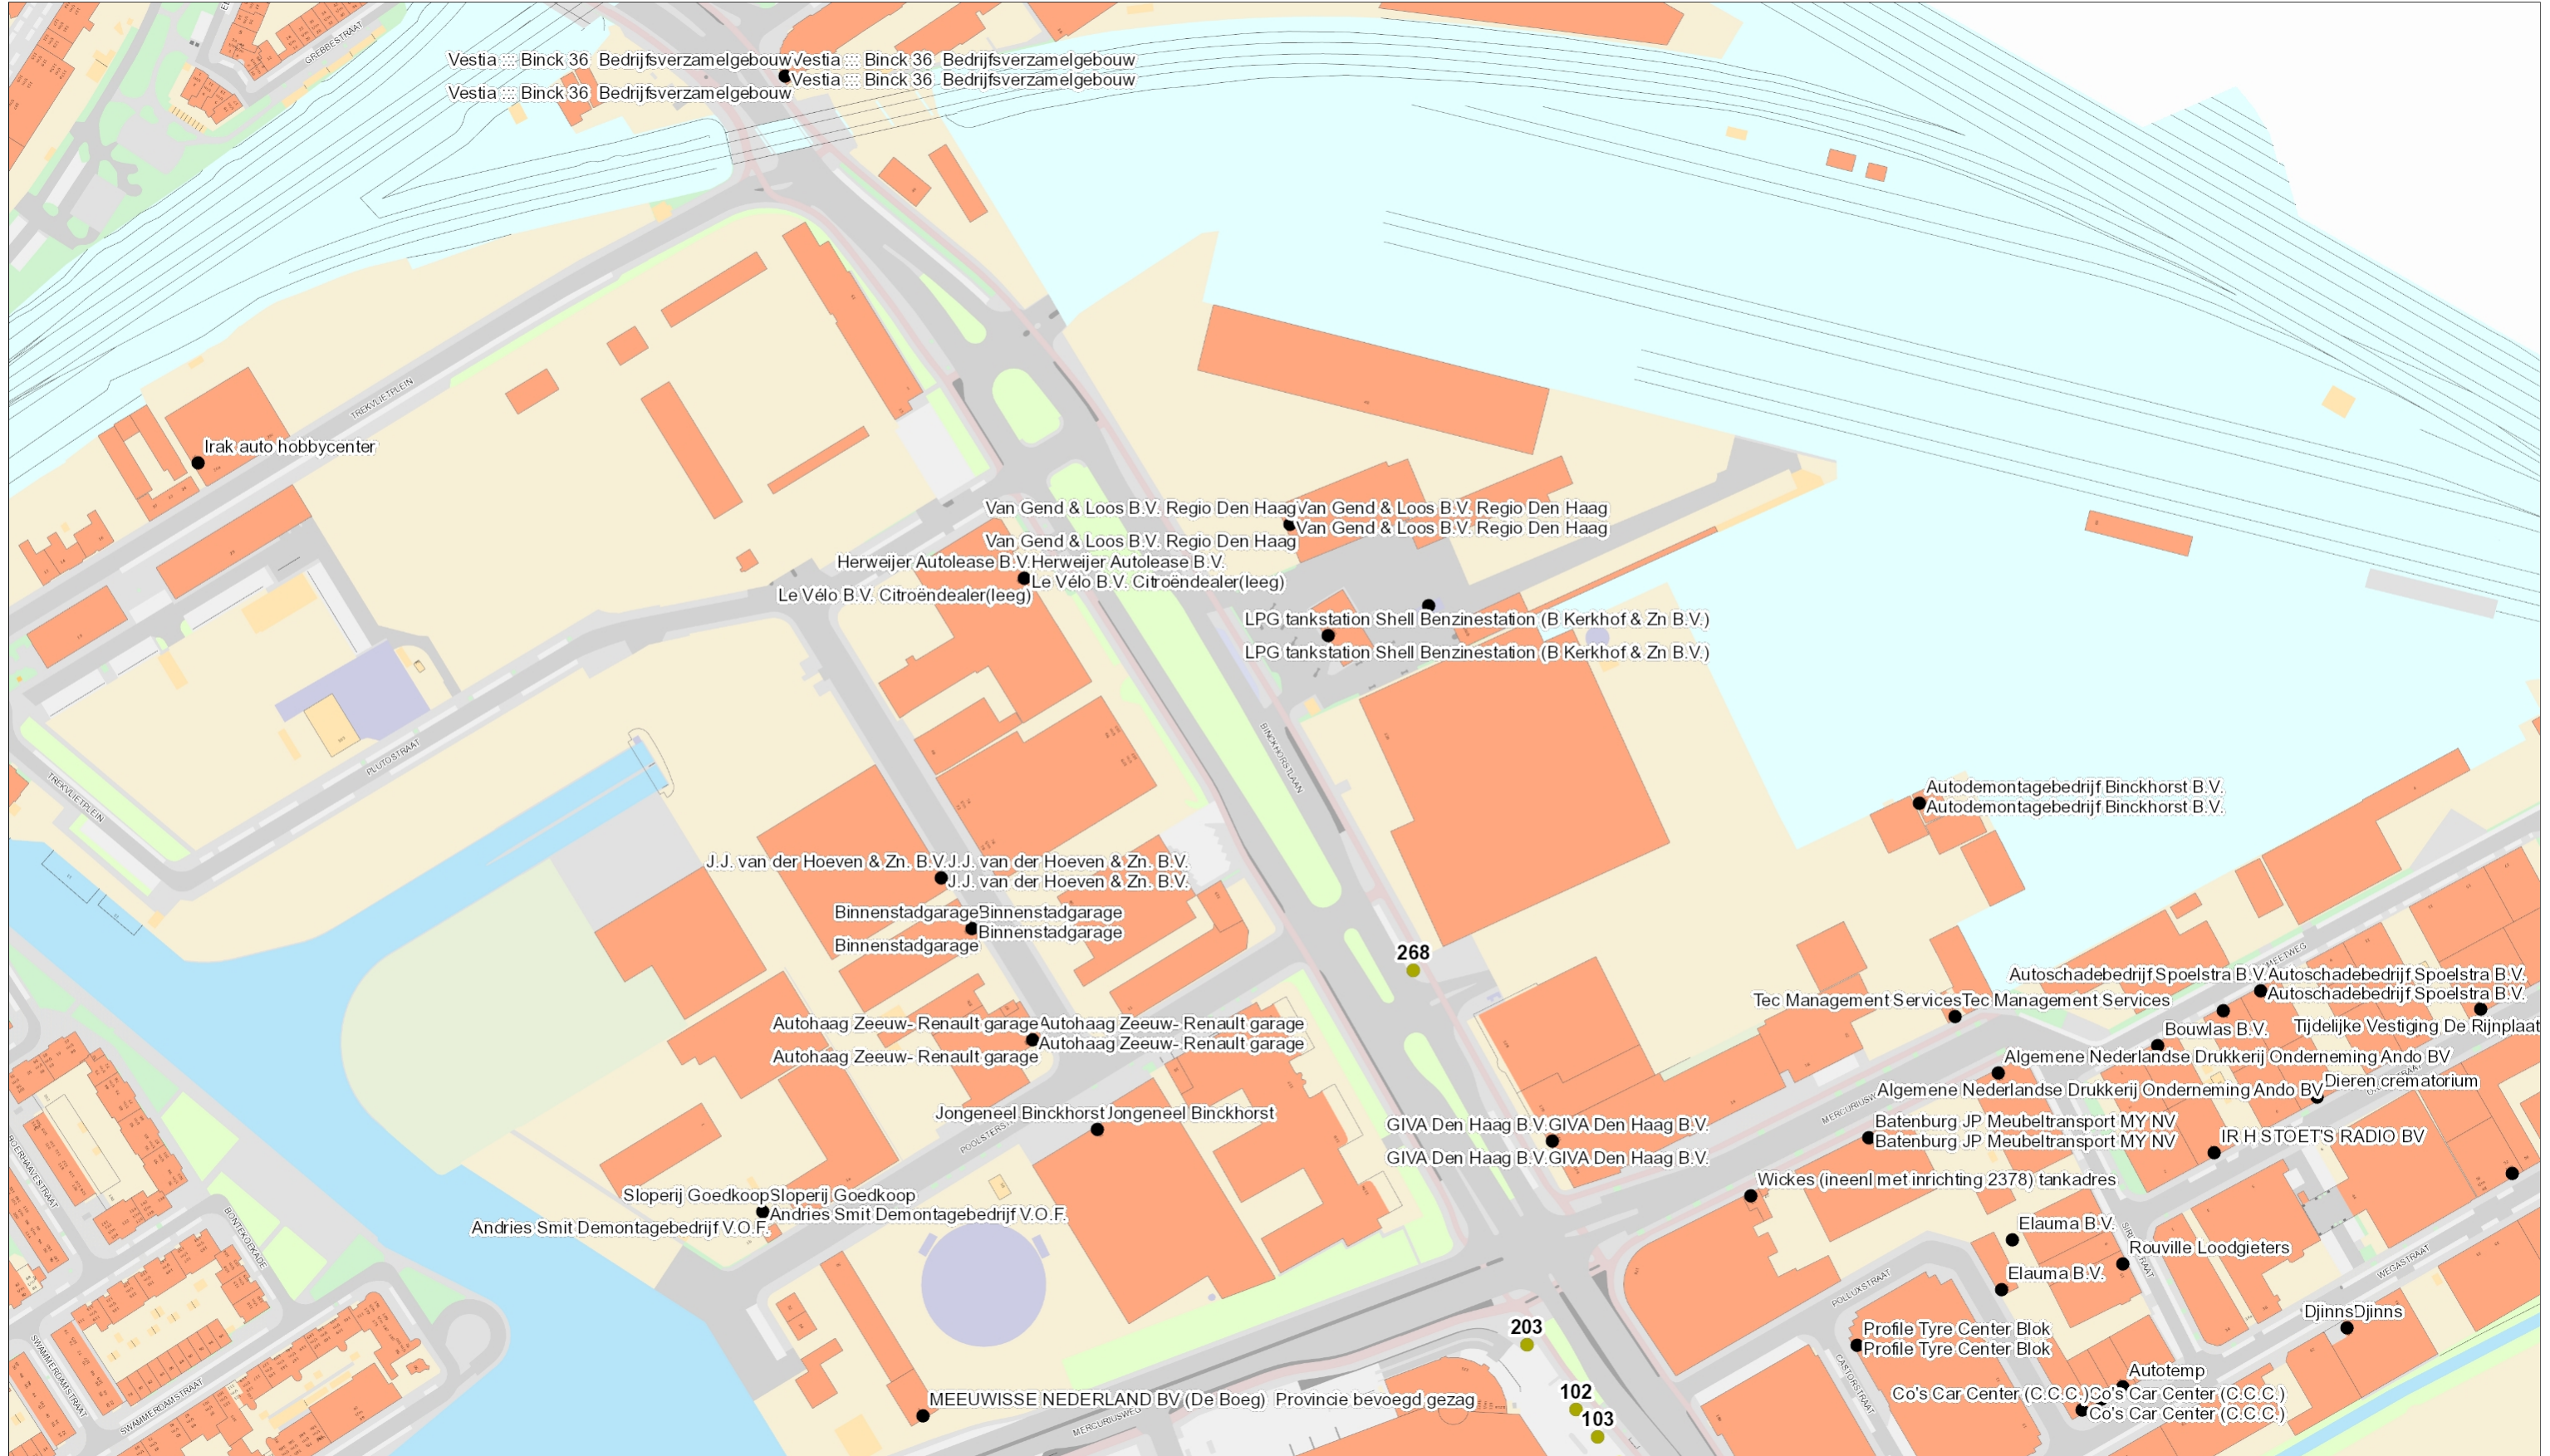 GREBBESTRAAT
Vestia ::: Binck 36 Bedrijfsverzamelgebouw
Vestia ::: Binck 36 Bedrijfsverzamelgebouw
Vestia ::: Binck 36 Bedrijfsverzamelgebouw
Vestia ::: Binck 36 Bedrijfsverzamelgebouw
TREKVLIETPLEIN
Irak auto hobbycenter
Van Gend & Loos B.V. Regio Den Haag
Van Gend & Loos B.V. Regio Den Haag
Van Gend & Loos B.V. Regio Den Haag
Van Gend & Loos B.V. Regio Den Haag
Herweijer Autolease B.V.
Herweijer Autolease B.V.
Le Vélo B.V. Citroëndealer(leeg)
Le Vélo B.V. Citroëndealer(leeg)
LPG tankstation Shell Benzinestation (B Kerkhof & Zn B.V.)
LPG tankstation Shell Benzinestation (B Kerkhof & Zn B.V.)
BINCKHORSTLAAN
PLUTOSTRAAT
TREKVLIETPLEIN
Autodemontagebedrijf Binckhorst B.V.
Autodemontagebedrijf Binckhorst B.V.
J.J. van der Hoeven & Zn. B.V.
J.J. van der Hoeven & Zn. B.V.
J.J. van der Hoeven & Zn. B.V.
Binnenstadgarage
Binnenstadgarage
Binnenstadgarage
Binnenstadgarage
268
Autoschadebedrijf Spoelstra B.V.
Autoschadebedrijf Spoelstra B.V.
Autoschadebedrijf Spoelstra B.V.
Tec Management Services
Tec Management Services
Bouwlas B.V.
Tijdelijke Vestiging De Rijnplaat
Autohaag Zeeuw- Renault garage
Autohaag Zeeuw- Renault garage
Autohaag Zeeuw- Renault garage
Autohaag Zeeuw- Renault garage
Algemene Nederlandse Drukkerij Onderneming Ando BV
Algemene Nederlandse Drukkerij Onderneming Ando BV
Dieren crematorium
Jongeneel Binckhorst
Jongeneel Binckhorst
GIVA Den Haag B.V.
GIVA Den Haag B.V.
GIVA Den Haag B.V.
GIVA Den Haag B.V.
Batenburg JP Meubeltransport MY NV
Batenburg JP Meubeltransport MY NV
IR H STOET'S RADIO BV
Wickes (ineenl met inrichting 2378) tankadres
Sloperij Goedkoop
Sloperij Goedkoop
Andries Smit Demontagebedrijf V.O.F.
Andries Smit Demontagebedrijf V.O.F.
Elauma B.V.
Rouville Loodgieters
Elauma B.V.
BONTEKOEKADE
WEGASTRAAT
POLLUXSTRAAT
Djinns
Djinns
203
Profile Tyre Center Blok
Profile Tyre Center Blok
CASTORSTRAAT
Autotemp
Co's Car Center (C.C.C.)
Co's Car Center (C.C.C.)
Co's Car Center (C.C.C.)
102
103
MEEUWISSE NEDERLAND BV (De Boeg) Provincie bevoegd gezag
MERCURIUSWEG
SWAMMERDAMSTRAAT
SWAMMERDAMSTRAAT